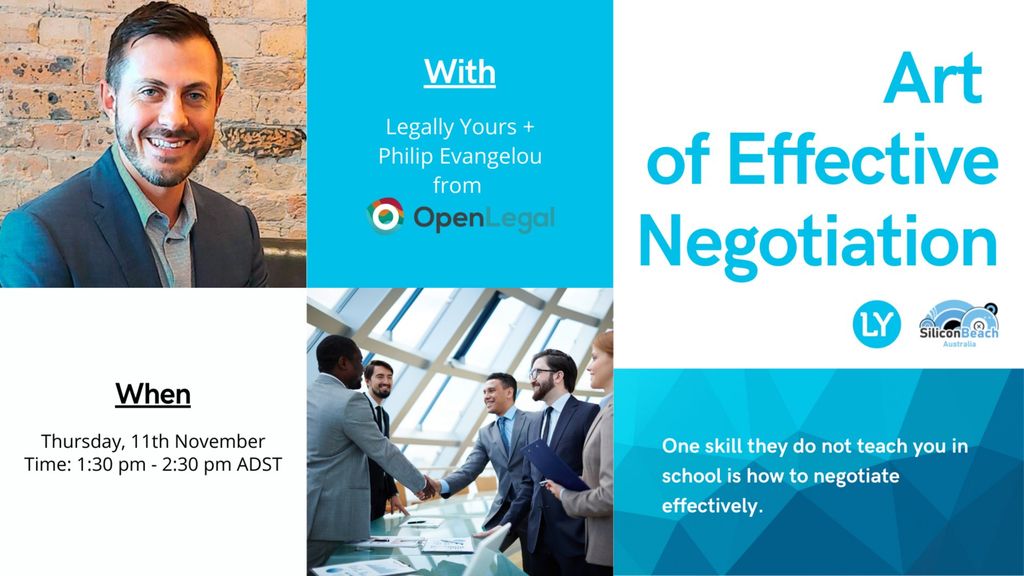 With
Legally Yours +
Philip Evangelou
from
OpenLegal
Art
of Effective
Negotiation
LY
SiliconBeach
Australia
When
Thursday, 11th November
Time: 1:30 pm - 2:30 pm ADST
One skill they do not teach you in
school is how to negotiate
effectively.